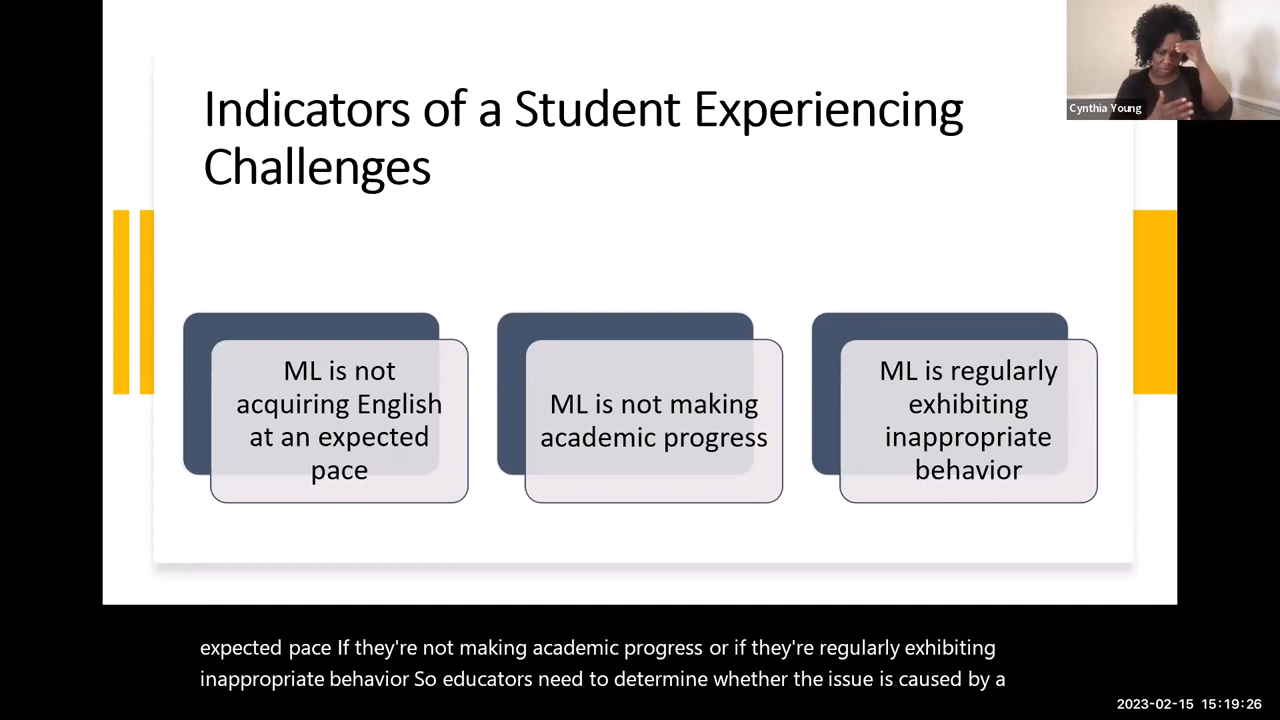 Cynthia Young
Indicators of a Student Experiencing
Challenges
ML is not
acquiring English
at an expected
pace
ML is not making
academic progress
ML is regularly
exhibiting
inappropriate
behavior
expected pace If they're not making academic progress or if they're regularly exhibiting
inappropriate behavior So educators need to determine whether the issue is caused by a
2023-02-15 15:19:26